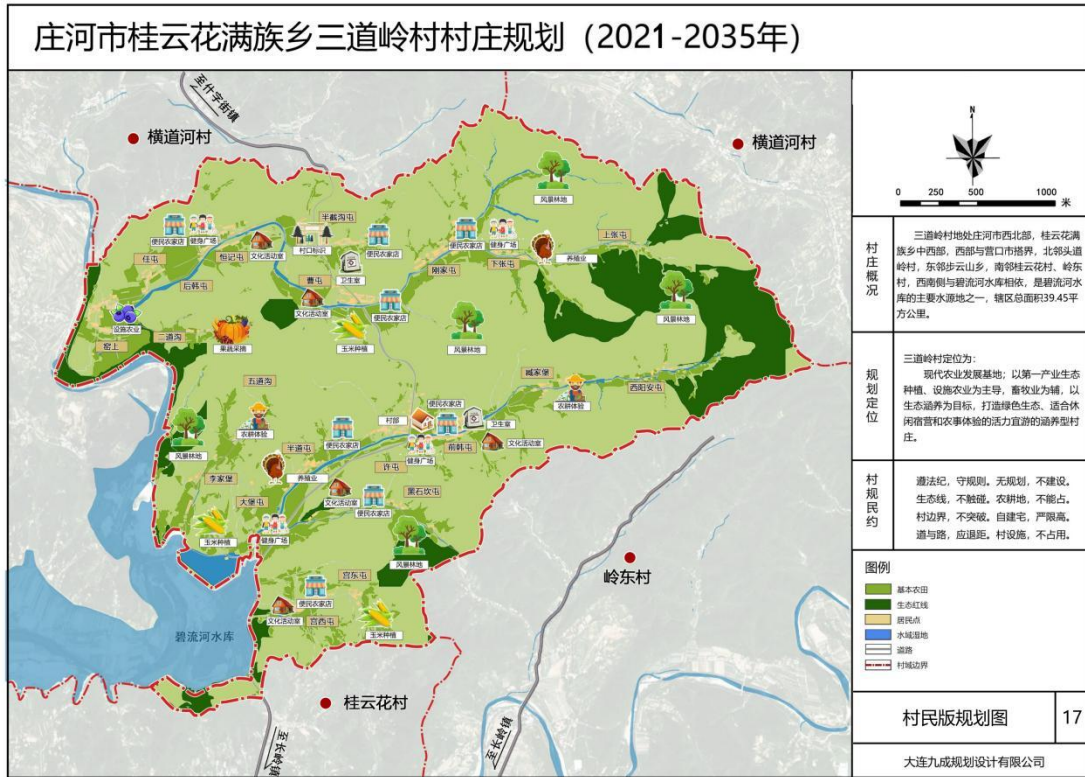 庄河市桂云花满族乡三道岭村村庄规划（2021-2035年）
至什字街镇
横道河村
横道河村
N
0 250 500 1000 米
风景林地
便民农家店
健身广场
任屯
恒记屯
文化活动室
半截沟屯
村口标识
便民农家店
卫生室
便民农家店
健身广场
刚家屯
下张屯
养殖业
上张屯
后韩屯
曹屯
文化活动室
便民农家店
设施农业
窑上
二道沟
果蔬采摘
玉米种植
风景林地
风景林地
五道沟
臧家堡
西阳安屯
农耕体验
农耕体验
风景林地
便民农家店
村部
便民农家店
卫生室
健身广场
前韩屯
文化活动室
半道屯
养殖业
许屯
李家堡
大堡屯
文化活动室
便民农家店
黑石坎屯
玉米种植
健身广场
风景林地
宫东屯
便民农家店
文化活动室
宫西屯
玉米种植
碧流河水库
岭东村
桂云花村
至长岭镇
至长岭镇
村庄概况
三道岭村地处庄河市西北部，桂云花满
族乡中西部，西部与营口市搭界，北邻头道
岭村，东邻步云山乡，南邻桂云花村、岭东
村，西南侧与碧流河水库相依，是碧流河水
库的主要水源地之一，辖区总面积39.45平
方公里。
规划定位
三道岭村定位为：
现代农业发展基地；以第一产业生态
种植、设施农业为主导，畜牧业为辅，以
生态涵养为目标，打造绿色生态、适合休
闲宿营和农事体验的活力宜游的涵养型村
庄。
村规民约
遵法纪，守规则。无规划，不建设。
生态线，不触碰。农耕地，不能占。
村边界，不突破。自建宅，严限高。
道与路，应退距。村设施，不占用。
图例
基本农田
生态红线
居民点
水域湿地
道路
村域边界
村民版规划图 17
大连九成规划设计有限公司